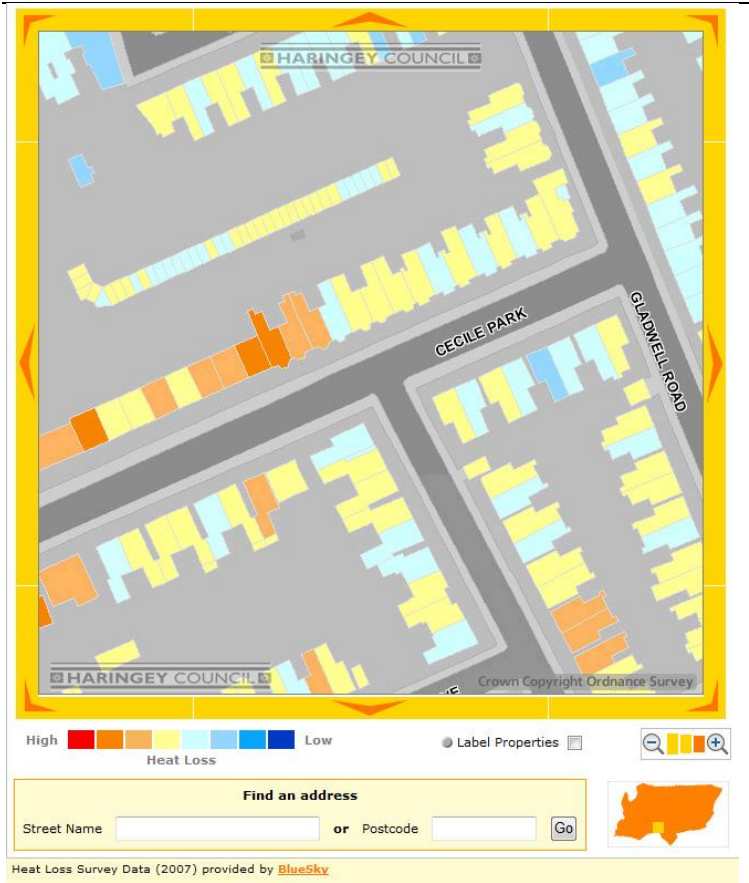 HARINGEY COUNCIL
CECILE PARK
GLADWELL ROAD
HARINGEY COUNCIL
Crown Copyright Ordnance Survey
High Low
Heat Loss
Label Properties
Find an address
Street Name or Postcode Go
Heat Loss Survey Data (2007) provided by BlueSky